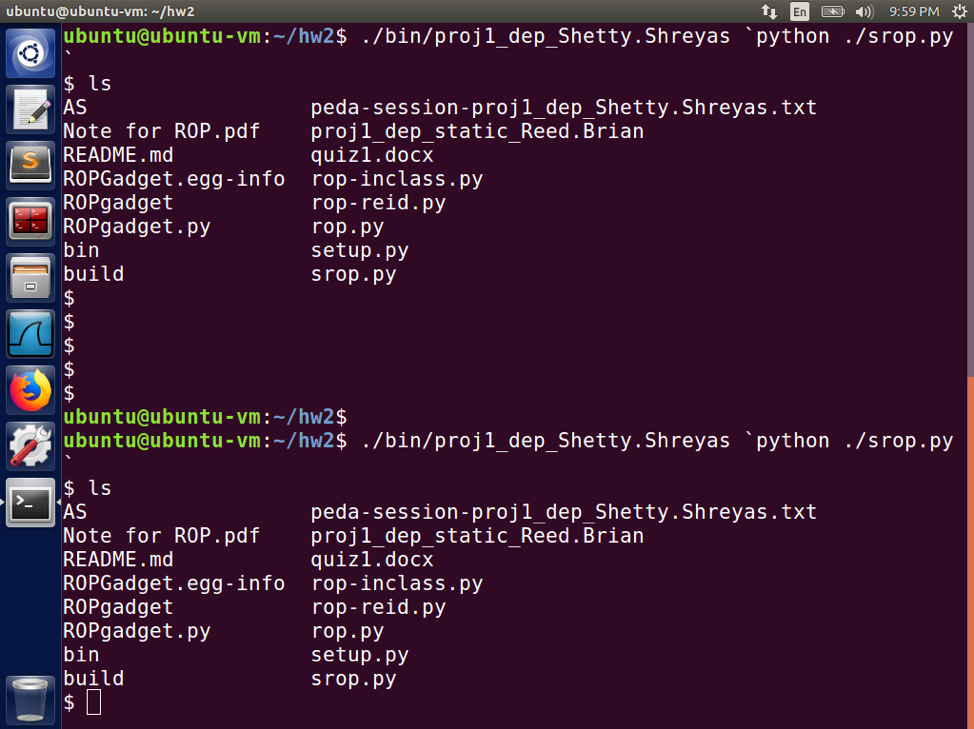 ubuntu@ubuntu-vm: ~/hw2
En
9:59 PM
ubuntu@ubuntu-vm:~/hw2$ ./bin/proj1_dep_Shetty.Shreyas `python ./srop.py
`
$ ls
AS peda-session-proj1_dep_Shetty.Shreyas.txt
Note for ROP.pdf proj1_dep_static_Reed.Brian
README.md quiz1.docx
ROPGadget.egg-info rop-inclass.py
ROPgadget rop-reid.py
ROPgadget.py rop.py
bin setup.py
build srop.py
$
$
$
$
$
ubuntu@ubuntu-vm:~/hw2$
ubuntu@ubuntu-vm:~/hw2$ ./bin/proj1_dep_Shetty.Shreyas `python ./srop.py
`
$ ls
AS peda-session-proj1_dep_Shetty.Shreyas.txt
Note for ROP.pdf proj1_dep_static_Reed.Brian
README.md quiz1.docx
ROPGadget.egg-info rop-inclass.py
ROPgadget rop-reid.py
ROPgadget.py rop.py
bin setup.py
build srop.py
$